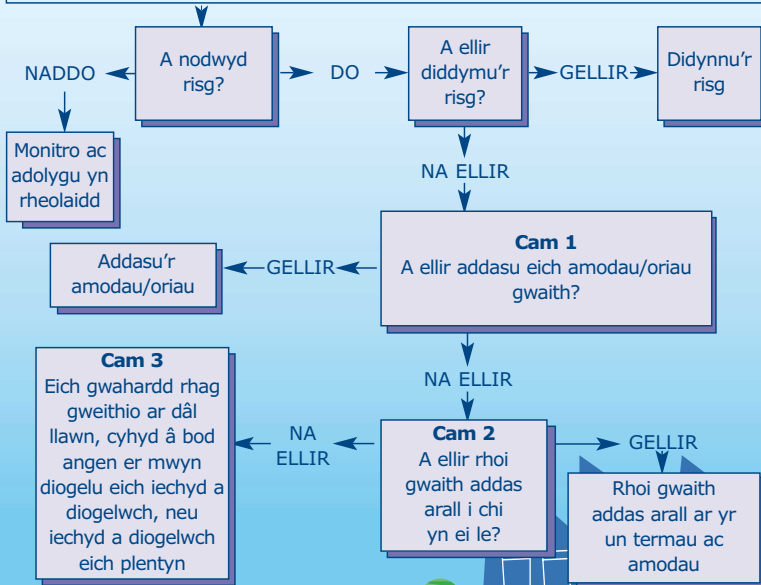 A nodwyd
risg?
NADDO
DO
A ellir
diddymu'r
risg?
GELLIR
Didynnu'r
risg
Monitro ac
adolygu yn
rheolaidd
NA ELLIR
Cam 1
A ellir addasu eich amodau/oriau
gwaith?
GELLIR
Addasu'r
amodau/oriau
NA ELLIR
Cam 2
A ellir rhoi
gwaith addas
arall i chi
yn ei le?
GELLIR
Rhoi gwaith
addas arall ar yr
un termau ac
amodau
NA
ELLIR
Cam 3
Eich gwahardd rhag
gweithio ar dâl
llawn, cyhyd â bod
angen er mwyn
diogelu eich iechyd a
diogelwch, neu
iechyd a diogelwch
eich plentyn